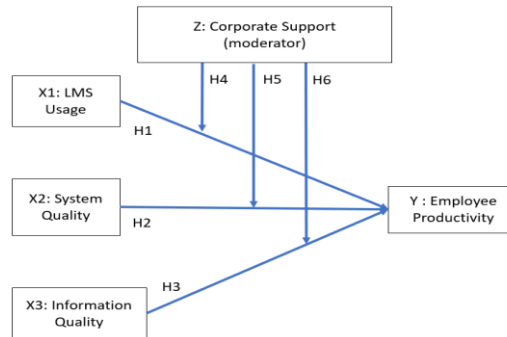 Z: Corporate Support
(moderator)
H4
H5
H6
X1: LMS
Usage
H1
X2: System
Quality
H2
Y : Employee
Productivity
H3
X3: Information
Quality